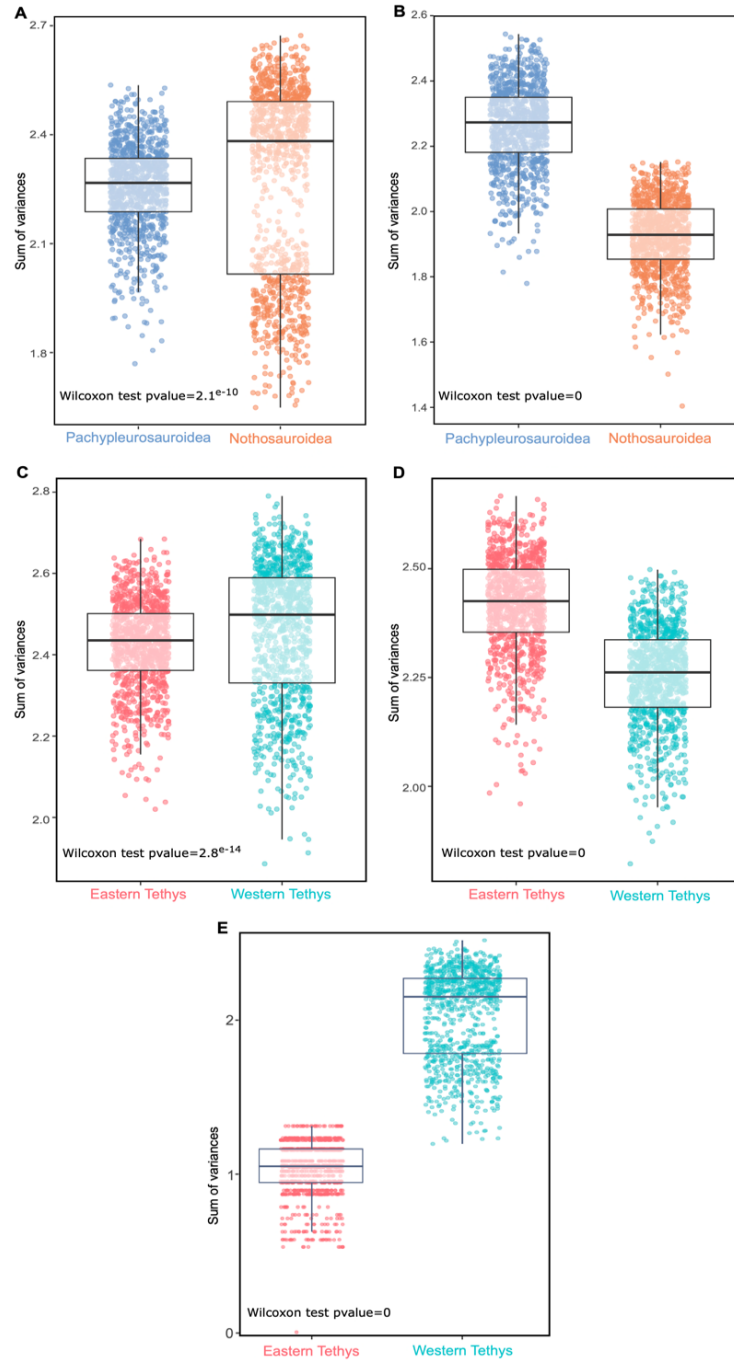 A
Sum of variances
2.7
2.4
2.1
1.8
Wilcoxon test pvalue=2.1e-10
Pachypleurosauroidea Nothosauroidea
B
Sum of variances
2.6
2.4
2.2
2.0
1.8
1.6
1.4
Wilcoxon test pvalue=0
Pachypleurosauroidea Nothosauroidea
C
Sum of variances
2.8
2.6
2.4
2.2
2.0
Wilcoxon test pvalue=2.8e-14
Eastern Tethys Western Tethys
D
Sum of variances
2.50
2.25
2.00
Wilcoxon test pvalue=0
Eastern Tethys Western Tethys
E
Sum of variances
2
1
0
Wilcoxon test pvalue=0
Eastern Tethys Western Tethys